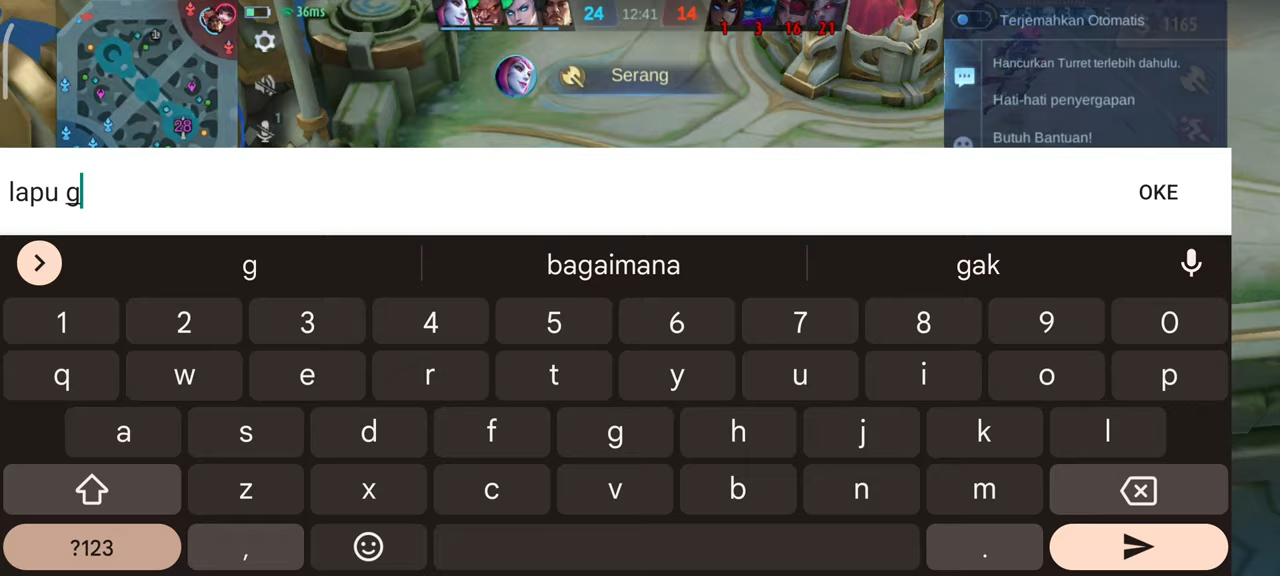 36ms
24 12:41 14
1 3 16 21
Terjemahkan Otomatis
1165
Serang
Hancurkan Turret terlebih dahulu.
Hati-hati penyergapan
1
28
Butuh Bantuan!
lapu g
OKE
g bagaimana gak
1 2 3 4 5 6 7 8 9 0
q w e r t y u i o p
a s d f g h j k l
z x c v b n m
?123 , .